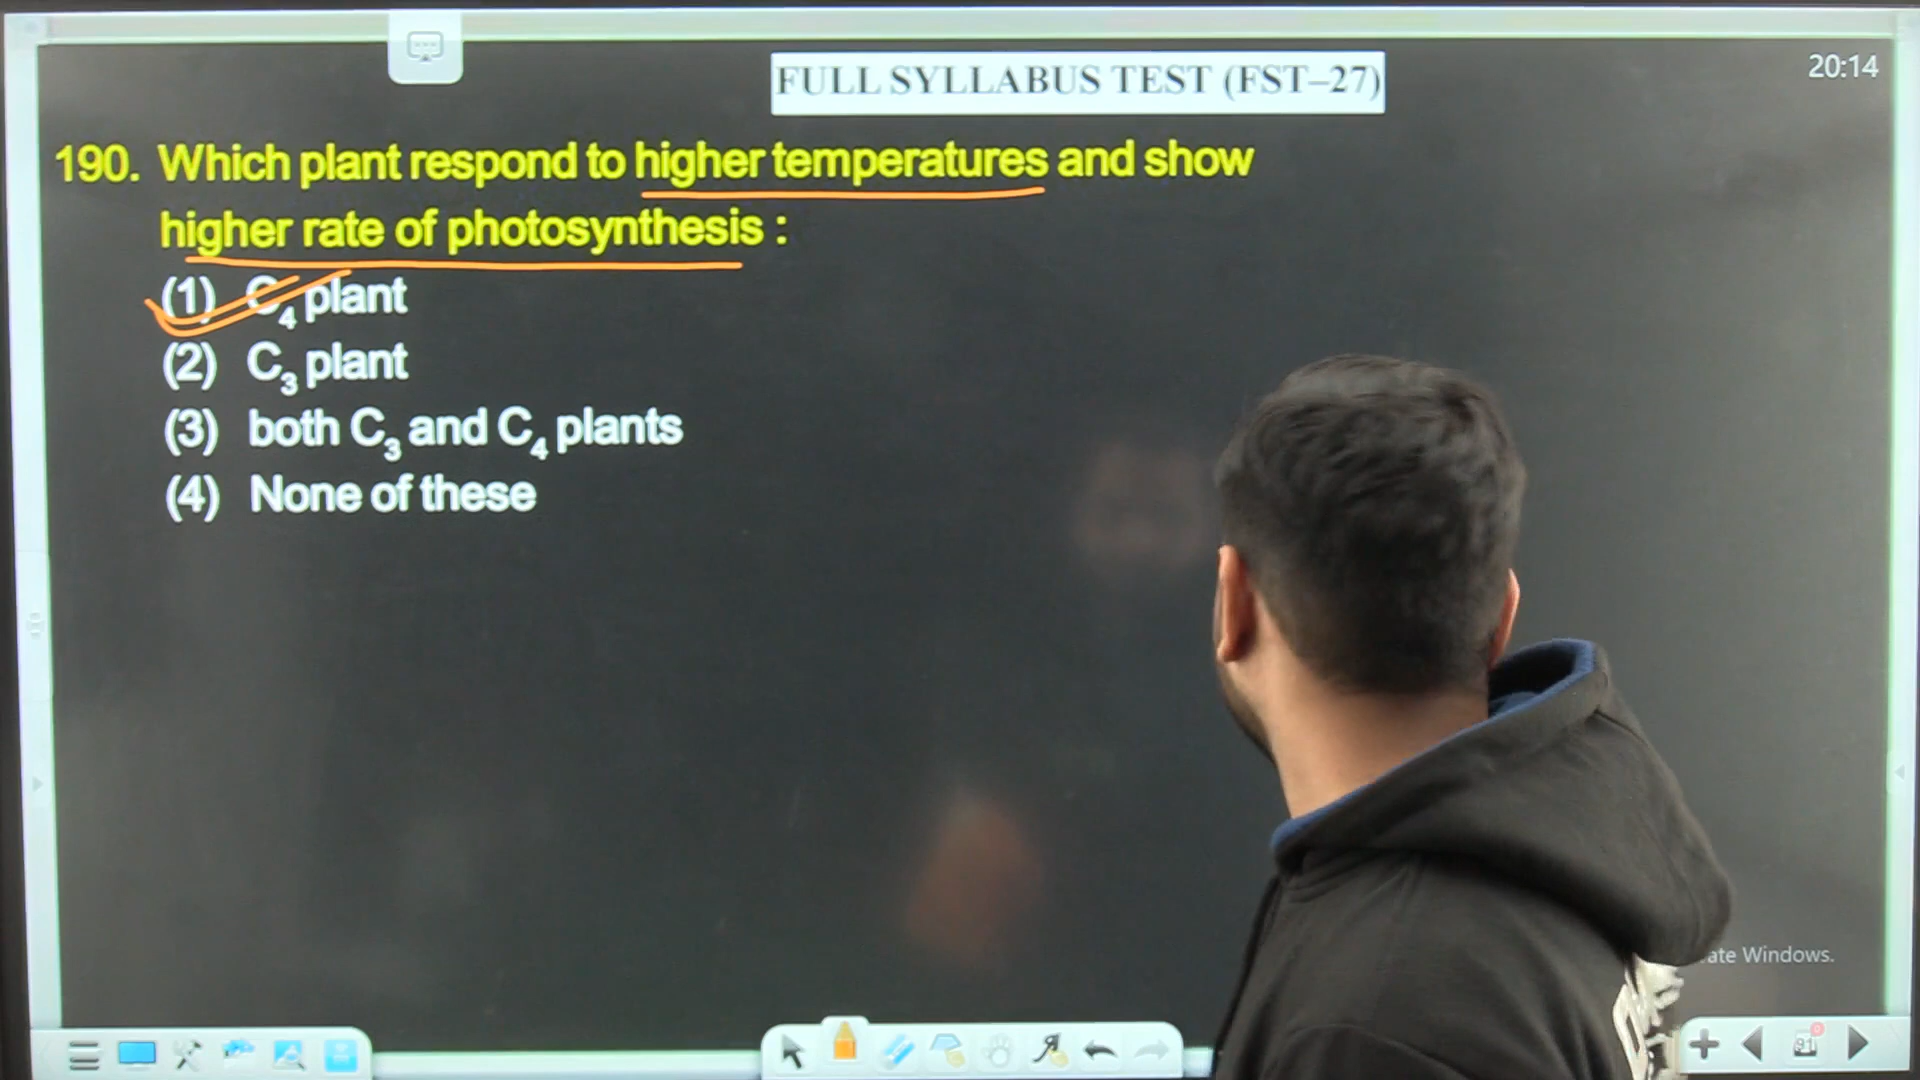 FULL SYLLABUS TEST (FST–27)
20:14
190. Which plant respond to higher temperatures and show
higher rate of photosynthesis :
(1) C₄ plant
(2) C₃ plant
(3) both C₃ and C₄ plants
(4) None of these
Windows.